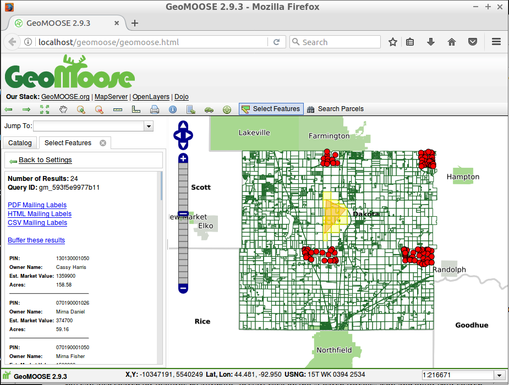 GeoMOOSE 2.9.3 - Mozilla Firefox
GeoMOOSE 2.9.3
localhost/geomoose/geomoose.html
Search
GeoMoose
Our Stack: GeoMOOSE.org | MapServer | OpenLayers | Dojo
Select Features
Search Parcels
Jump To:
Catalog
Select Features
Back to Settings
Number of Results: 24
Query ID: gm_593f5e9977b11
PDF Mailing Labels
HTML Mailing Labels
CSV Mailing Labels
Buffer these results
PIN: 130130001050
Owner Name: Cassy Harris
Est. Market Value: 1359900
Acres: 158.58
PIN: 070190001026
Owner Name: Mirna Daniel
Est. Market Value: 374700
Acres: 59.16
PIN: 070190001050
Owner Name: Mirna Fisher
Lakeville
Farmington
Hampton
Scott
Dakota
ew Market
Elko
Randolph
Rice
Goodhue
Northfield
GeoMOOSE 2.9.3
X,Y: -10347191, 5540249 Lat, Lon: 44.481, -92.950 USNG: 15T WK 0394 2534
1:216671